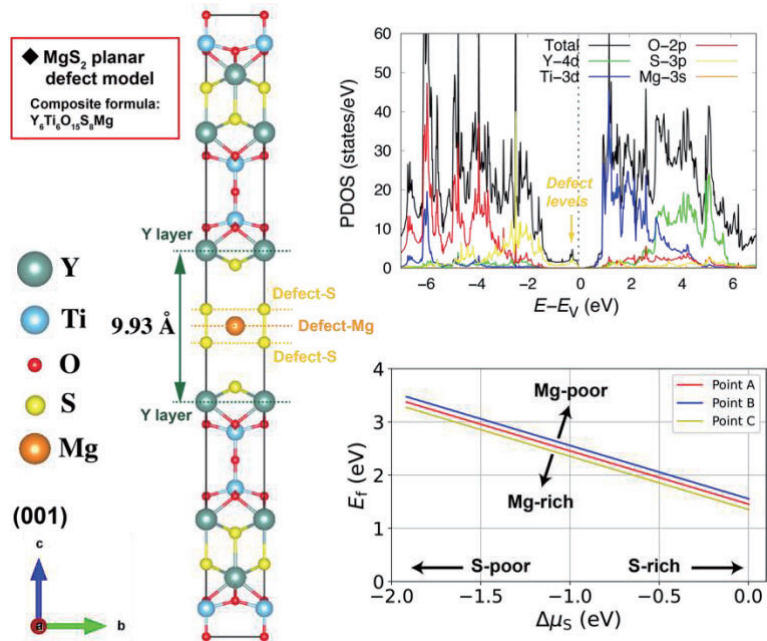 ◆ MgS₂ planar
defect model
Composite formula:
Y₆Ti₆O₁₅S₈Mg
Y
Ti
O
S
Mg
(001)
c
a
b
Y layer
9.93 Å
Defect-S
Defect-Mg
Defect-S
Y layer
PDOS (states/eV)
60
50
40
30
20
10
0
Total
Y-4d
Ti-3d
O-2p
S-3p
Mg-3s
Defect
levels
−6
−4
−2
0
2
4
6
E−Eᵥ (eV)
E_f (eV)
4
3
2
1
0
Point A
Point B
Point C
Mg-poor
Mg-rich
S-poor
S-rich
−2.0
−1.5
−1.0
−0.5
0.0
Δμ_S (eV)